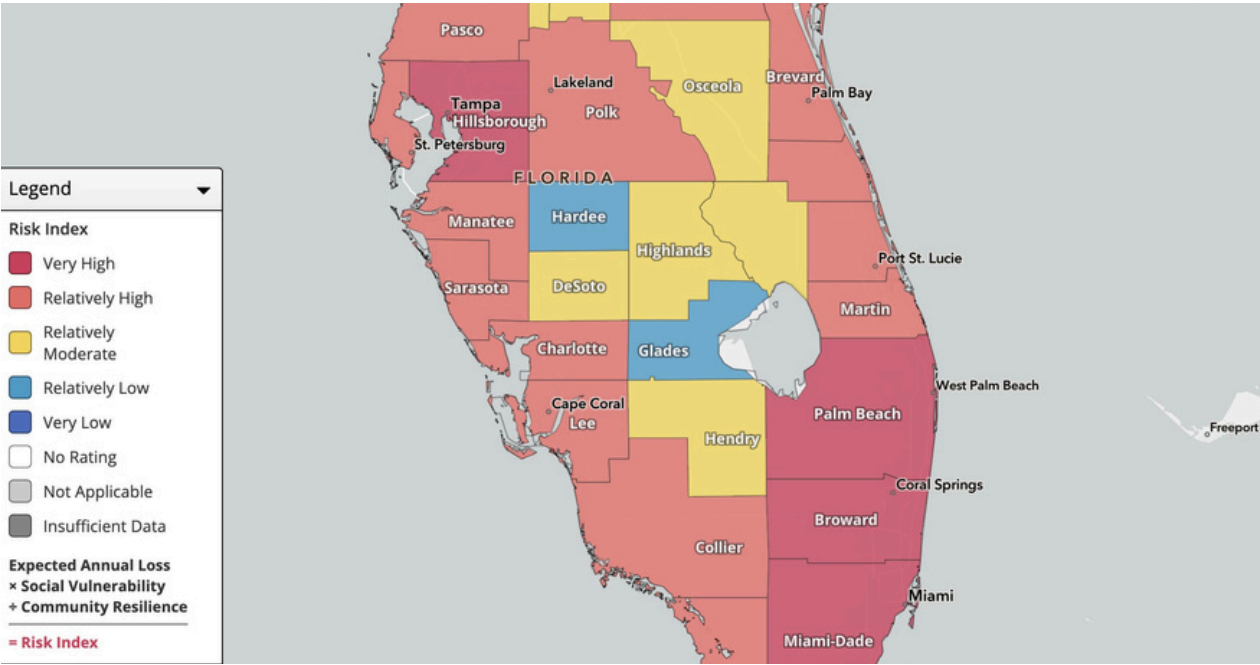 Pasco
Osceola
Brevard
Palm Bay
Lakeland
Polk
Tampa
Hillsborough
St. Petersburg
FLORIDA
Manatee
Hardee
Highlands
Port St. Lucie
Sarasota
DeSoto
Martin
Charlotte
Glades
West Palm Beach
Cape Coral
Lee
Palm Beach
Freeport
Hendry
Coral Springs
Broward
Collier
Miami
Miami-Dade
Legend
Risk Index
Very High
Relatively High
Relatively
Moderate
Relatively Low
Very Low
No Rating
Not Applicable
Insufficient Data
Expected Annual Loss
× Social Vulnerability
÷ Community Resilience
= Risk Index